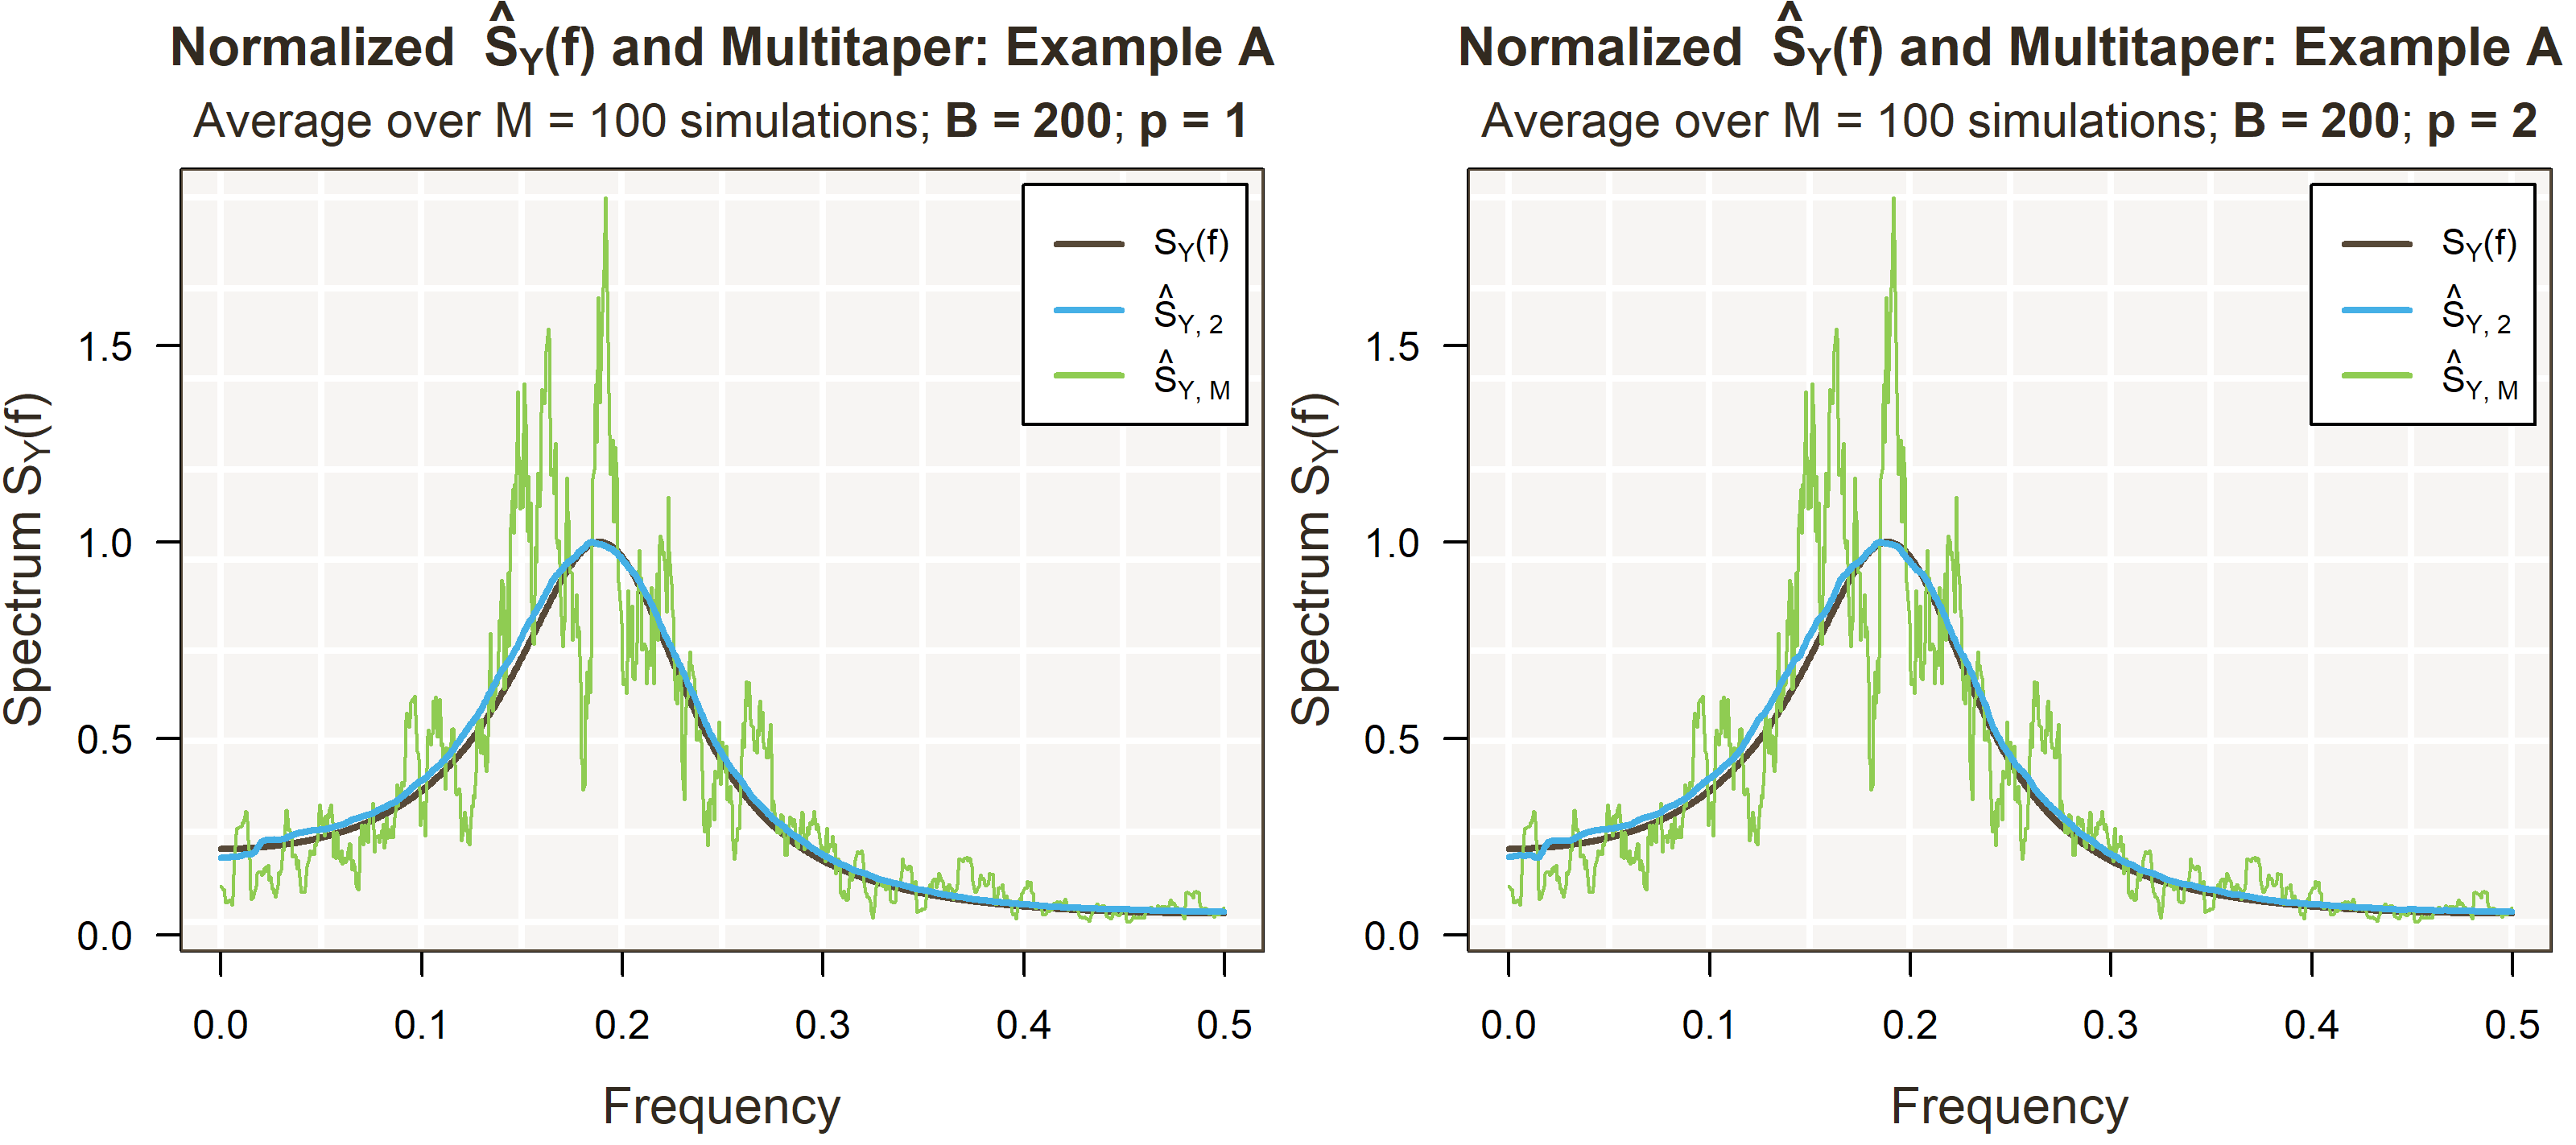 Normalized Ŝ_Y(f) and Multitaper: Example A
Average over M = 100 simulations; B = 200; p = 1
Spectrum S_Y(f)
1.5
1.0
0.5
0.0
S_Y(f)
Ŝ_Y, 2
Ŝ_Y, M
0.0 0.1 0.2 0.3 0.4 0.5
Frequency
Normalized Ŝ_Y(f) and Multitaper: Example A
Average over M = 100 simulations; B = 200; p = 2
Spectrum S_Y(f)
1.5
1.0
0.5
0.0
S_Y(f)
Ŝ_Y, 2
Ŝ_Y, M
0.0 0.1 0.2 0.3 0.4 0.5
Frequency